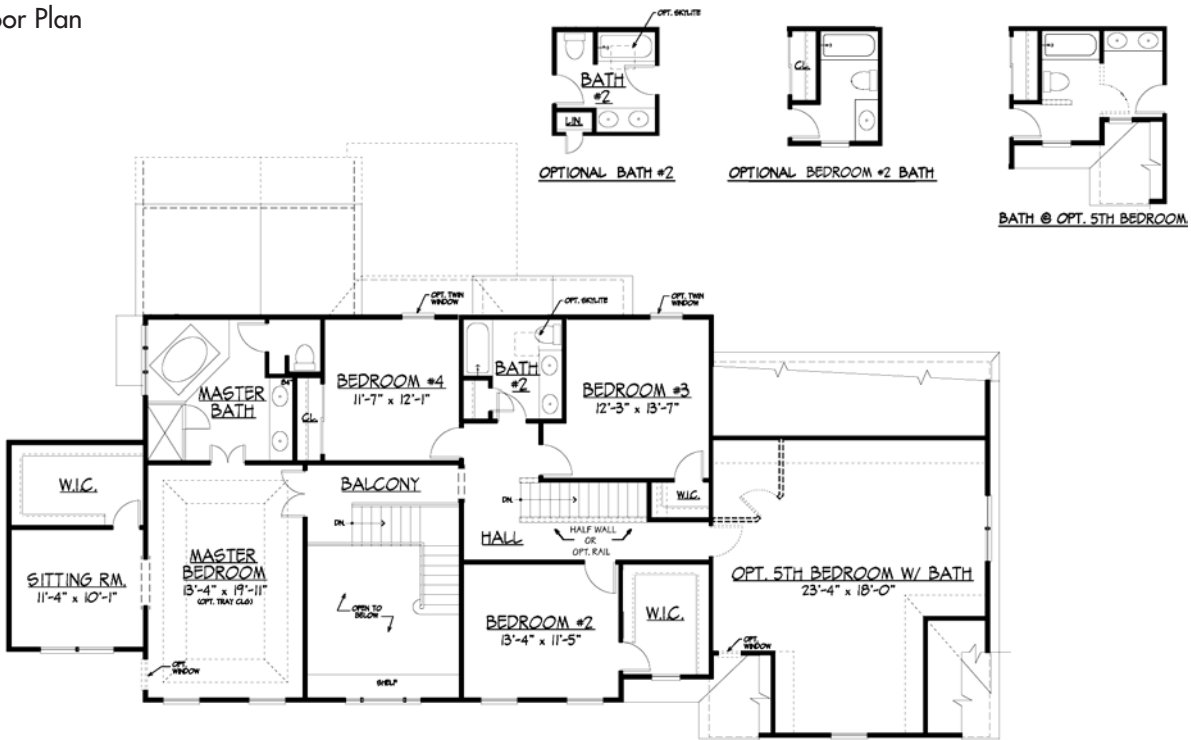 oor Plan
OPT. SKYLITE
BATH
#2
LIN.
OPTIONAL BATH #2
CL.
OPTIONAL BEDROOM #2 BATH
BATH @ OPT. 5TH BEDROOM
OPT. TWIN
WINDOW
OPT. SKYLITE
OPT. TWIN
WINDOW
MASTER
BATH
CL.
BEDROOM #4
11'-7" x 12'-1"
BATH
#2
BEDROOM #3
12'-3" x 13'-7"
W.I.C.
BALCONY
DN.
DN.
W.I.C.
HALL
HALF WALL
OR
OPT. RAIL
SITTING RM.
11'-4" x 10'-1"
MASTER
BEDROOM
13'-4" x 19'-11"
(OPT. TRAY CLG)
OPEN TO
BELOW
SHELF
BEDROOM #2
13'-4" x 11'-5"
W.I.C.
OPT. 5TH BEDROOM W/ BATH
23'-4" x 18'-0"
OPT.
WINDOW
OPT.
WINDOW